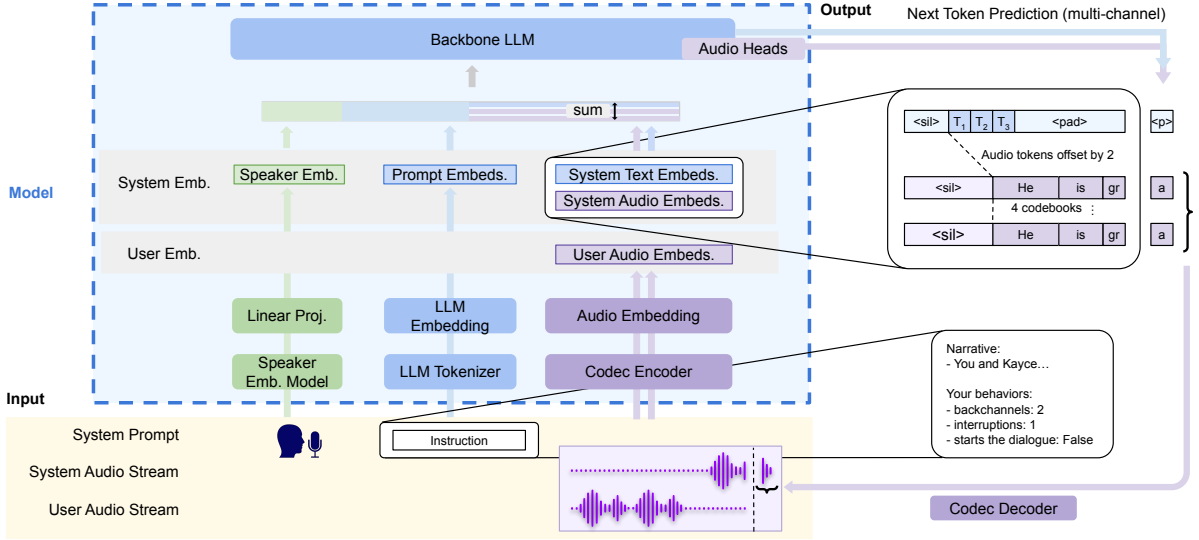 Output
Next Token Prediction (multi-channel)
Backbone LLM
Audio Heads
sum
<sil> T1 T2 T3 <pad> <p>
Audio tokens offset by 2
<sil> He is gr a
4 codebooks ⋮
<sil> He is gr a
Model
System Emb.
Speaker Emb.
Prompt Embeds.
System Text Embeds.
System Audio Embeds.
User Emb.
User Audio Embeds.
Linear Proj.
LLM
Embedding
Audio Embedding
Speaker
Emb. Model
LLM Tokenizer
Codec Encoder
Narrative:
- You and Kayce…
Your behaviors:
- backchannels: 2
- interruptions: 1
- starts the dialogue: False
Input
System Prompt
Instruction
System Audio Stream
User Audio Stream
Codec Decoder